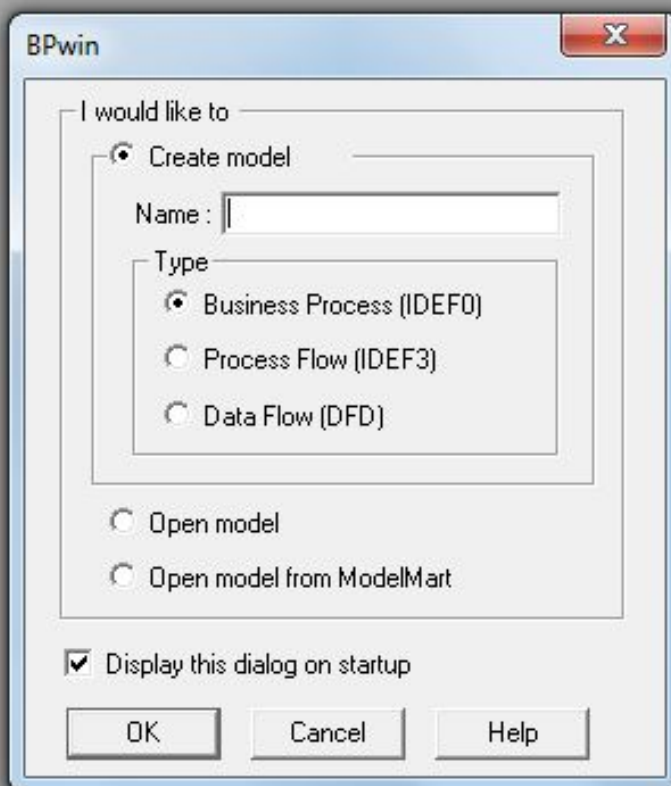 BPwin
I would like to
Create model
Name :
Type
Business Process (IDEF0)
Process Flow (IDEF3)
Data Flow (DFD)
Open model
Open model from ModelMart
Display this dialog on startup
OK Cancel Help